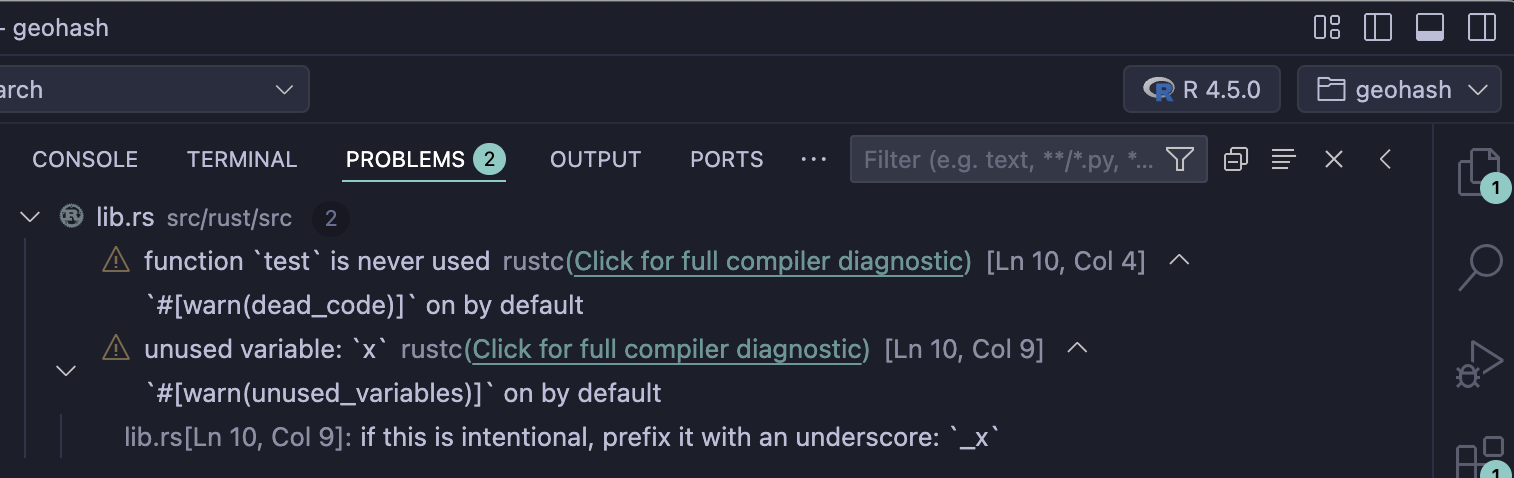 - geohash
arch
R 4.5.0
geohash
CONSOLE TERMINAL PROBLEMS 2 OUTPUT PORTS ··· Filter (e.g. text, **/*.py, *...
lib.rs src/rust/src 2
function `test` is never used rustc(Click for full compiler diagnostic) [Ln 10, Col 4]
`#[warn(dead_code)]` on by default
unused variable: `x` rustc(Click for full compiler diagnostic) [Ln 10, Col 9]
`#[warn(unused_variables)]` on by default
lib.rs[Ln 10, Col 9]: if this is intentional, prefix it with an underscore: `_x`
1
1